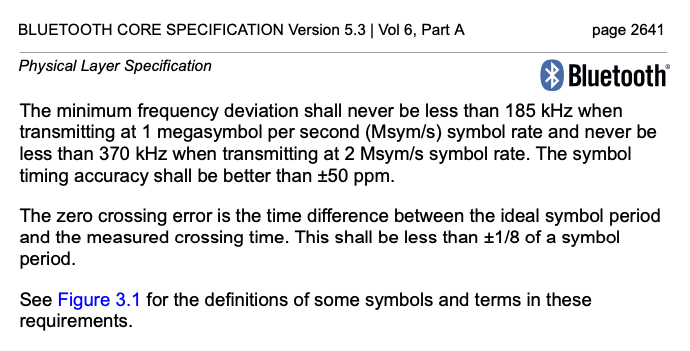 BLUETOOTH CORE SPECIFICATION Version 5.3 | Vol 6, Part A page 2641
Physical Layer Specification
Bluetooth®
The minimum frequency deviation shall never be less than 185 kHz when
transmitting at 1 megasymbol per second (Msym/s) symbol rate and never be
less than 370 kHz when transmitting at 2 Msym/s symbol rate. The symbol
timing accuracy shall be better than ±50 ppm.
The zero crossing error is the time difference between the ideal symbol period
and the measured crossing time. This shall be less than ±1/8 of a symbol
period.
See Figure 3.1 for the definitions of some symbols and terms in these
requirements.